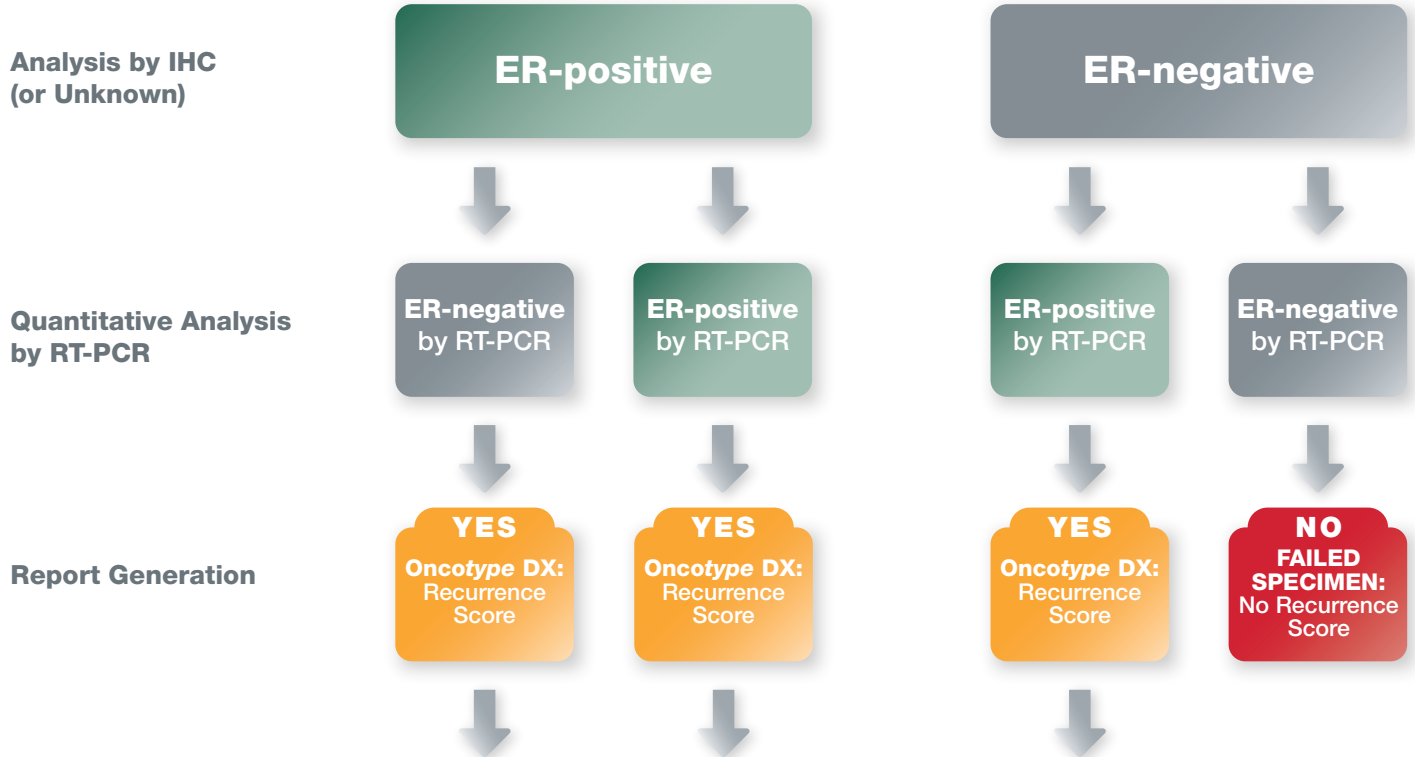 Analysis by IHC
(or Unknown)
ER-positive
ER-negative
Quantitative Analysis
by RT-PCR
ER-negative
by RT-PCR
ER-positive
by RT-PCR
ER-positive
by RT-PCR
ER-negative
by RT-PCR
Report Generation
YES
Oncotype DX:
Recurrence
Score
YES
Oncotype DX:
Recurrence
Score
YES
Oncotype DX:
Recurrence
Score
NO
FAILED
SPECIMEN:
No Recurrence
Score